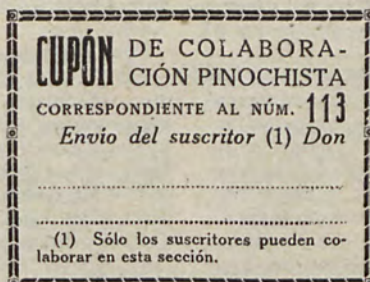 CUPÓN DE COLABORA-
CIÓN PINOCHISTA
CORRESPONDIENTE AL NÚM. 113
Envío del suscritor (1) Don
(1) Sólo los suscritores pueden co-
laborar en esta sección.